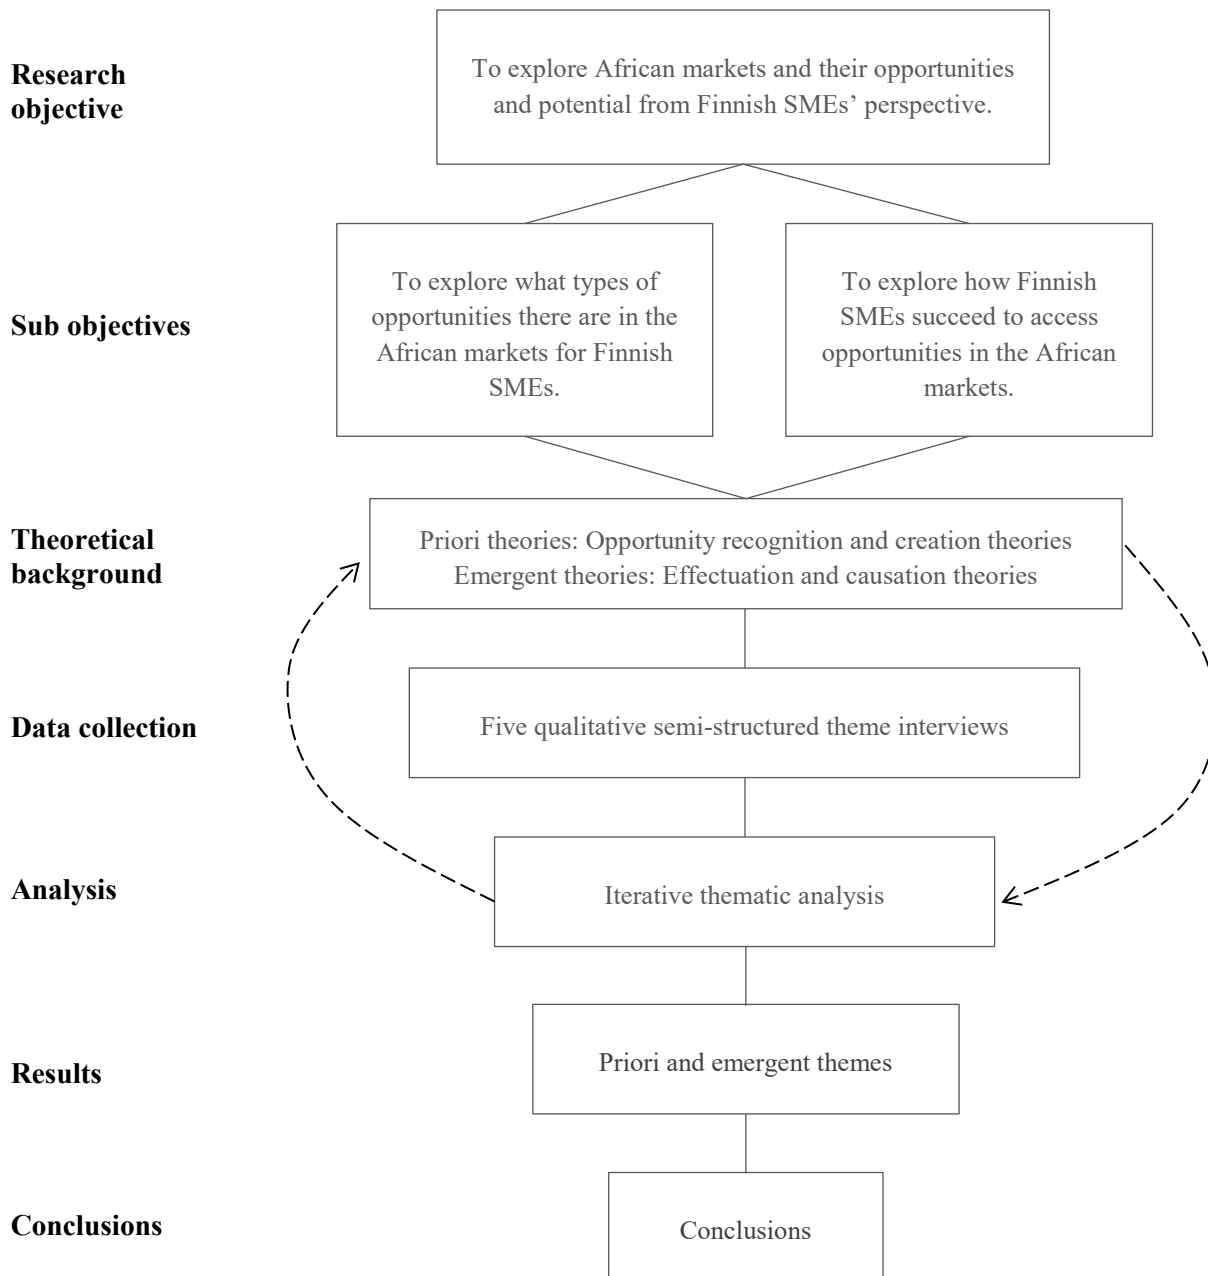 Research
objective
To explore African markets and their opportunities
and potential from Finnish SMEs’ perspective.
Sub objectives
To explore what types of
opportunities there are in the
African markets for Finnish
SMEs.
To explore how Finnish
SMEs succeed to access
opportunities in the African
markets.
Theoretical
background
Priori theories: Opportunity recognition and creation theories
Emergent theories: Effectuation and causation theories
Data collection
Five qualitative semi-structured theme interviews
Analysis
Iterative thematic analysis
Results
Priori and emergent themes
Conclusions
Conclusions